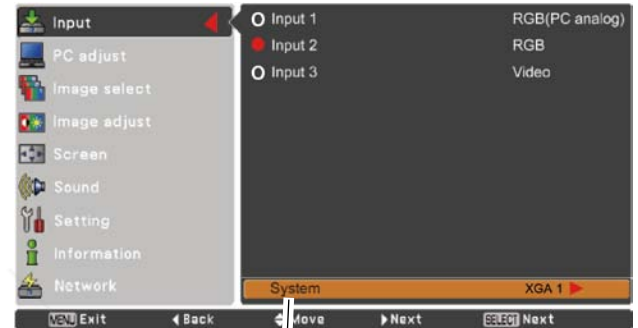 Input
PC adjust
Image select
Image adjust
Screen
Sound
Setting
Information
Network
Input 1 RGB(PC analog)
Input 2 RGB
Input 3 Video
System XGA 1
MENU Exit Back Move Next SELECT Next